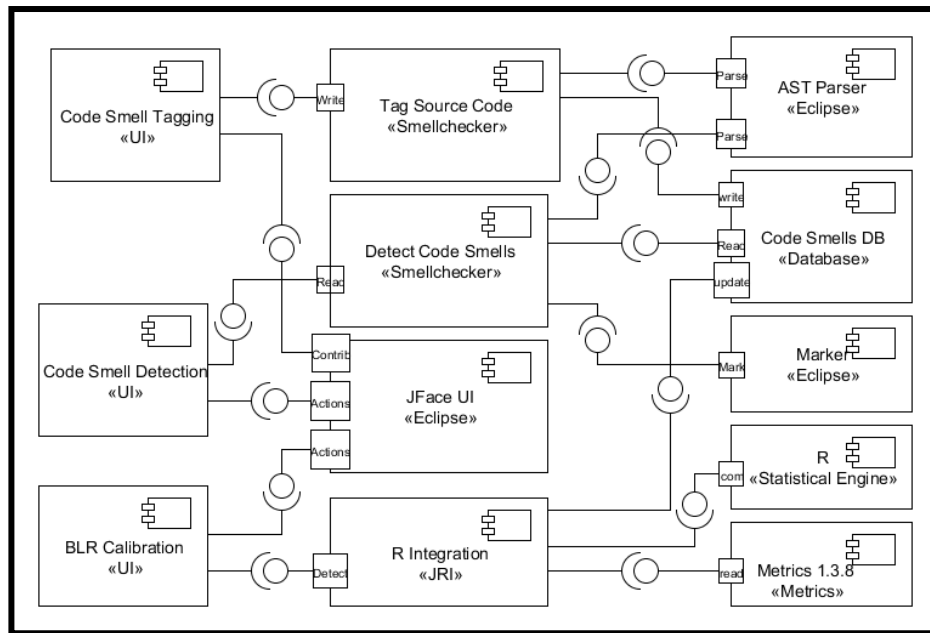 Code Smell Tagging
«UI»
Write
Tag Source Code
«Smellchecker»
Parse
Parse
AST Parser
«Eclipse»
write
Read
update
Code Smells DB
«Database»
Read
Detect Code Smells
«Smellchecker»
Code Smell Detection
«UI»
Contrib
Actions
Actions
JFace UI
«Eclipse»
Mark
Marker
«Eclipse»
com
R
«Statistical Engine»
BLR Calibration
«UI»
Detect
R Integration
«JRI»
read
Metrics 1.3.8
«Metrics»